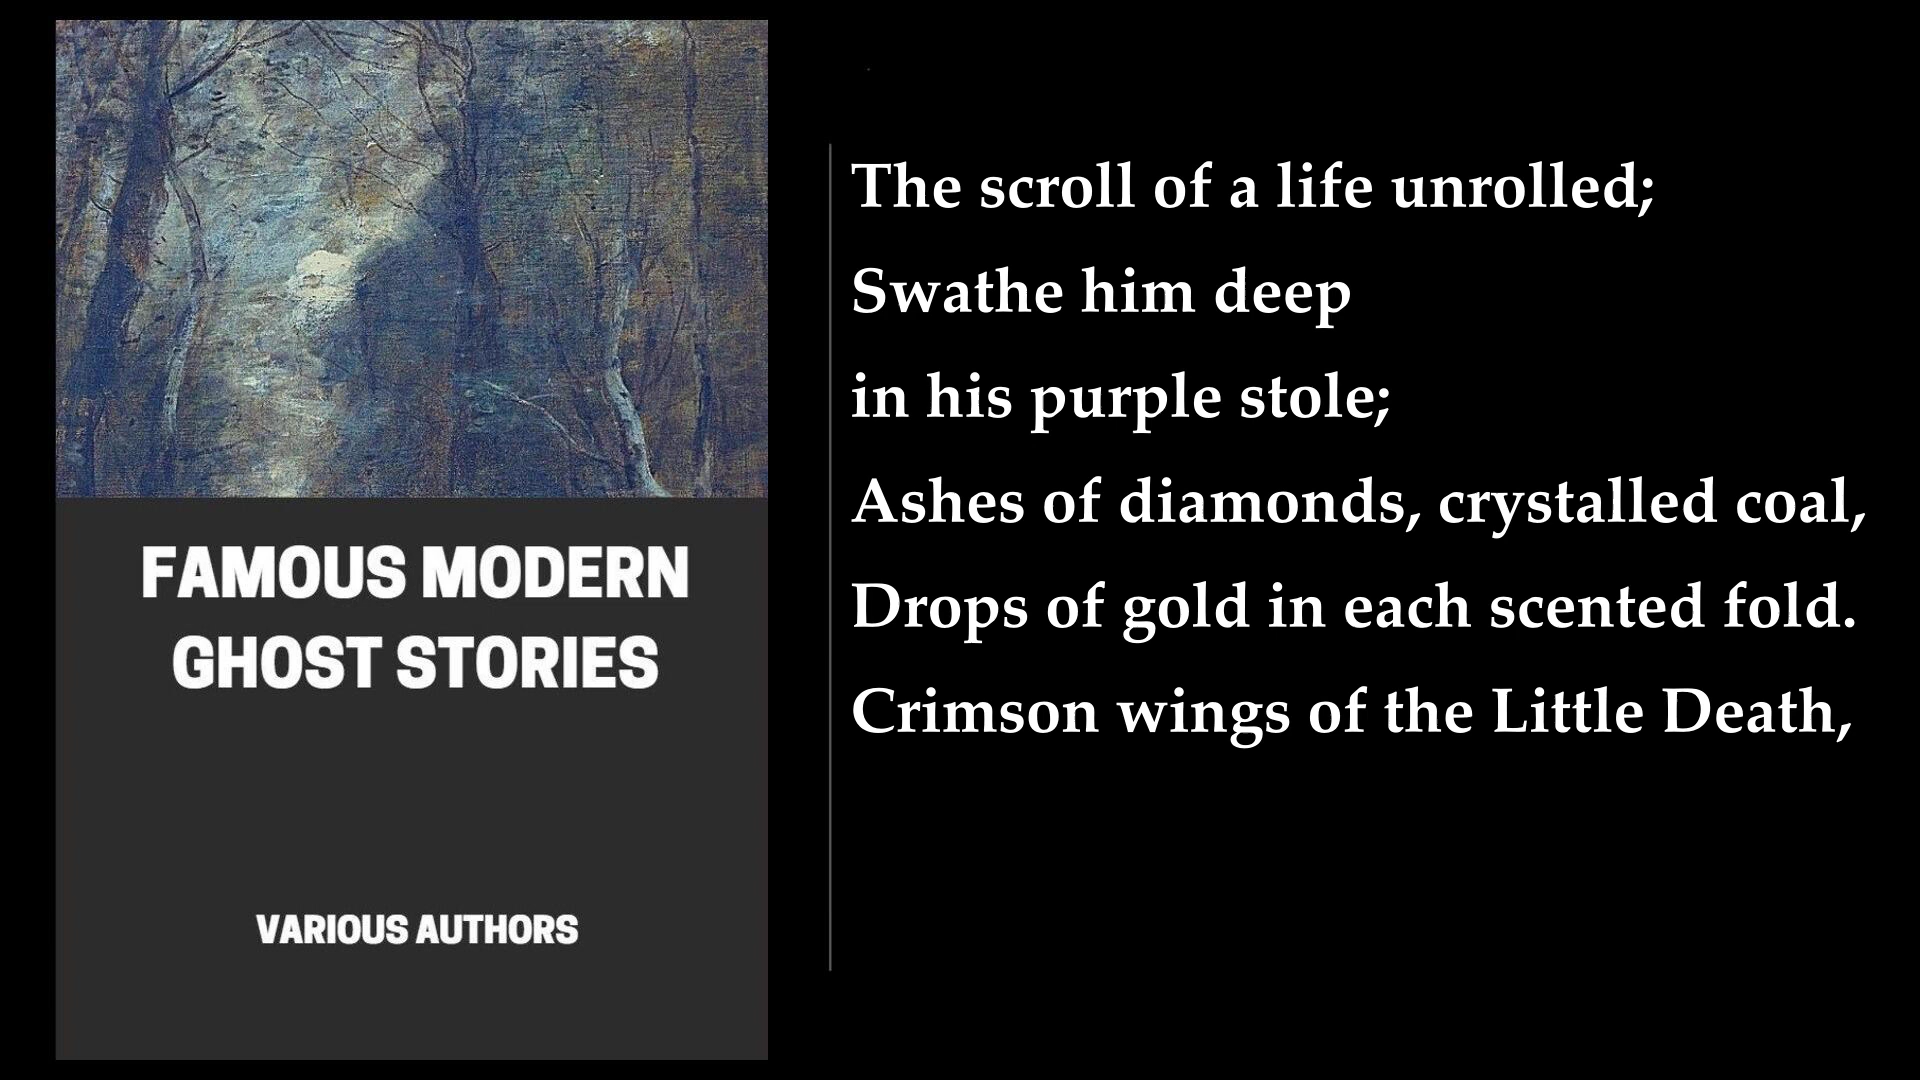 FAMOUS MODERN
GHOST STORIES
VARIOUS AUTHORS
The scroll of a life unrolled;
Swathe him deep
in his purple stole;
Ashes of diamonds, crystalled coal,
Drops of gold in each scented fold.
Crimson wings of the Little Death,